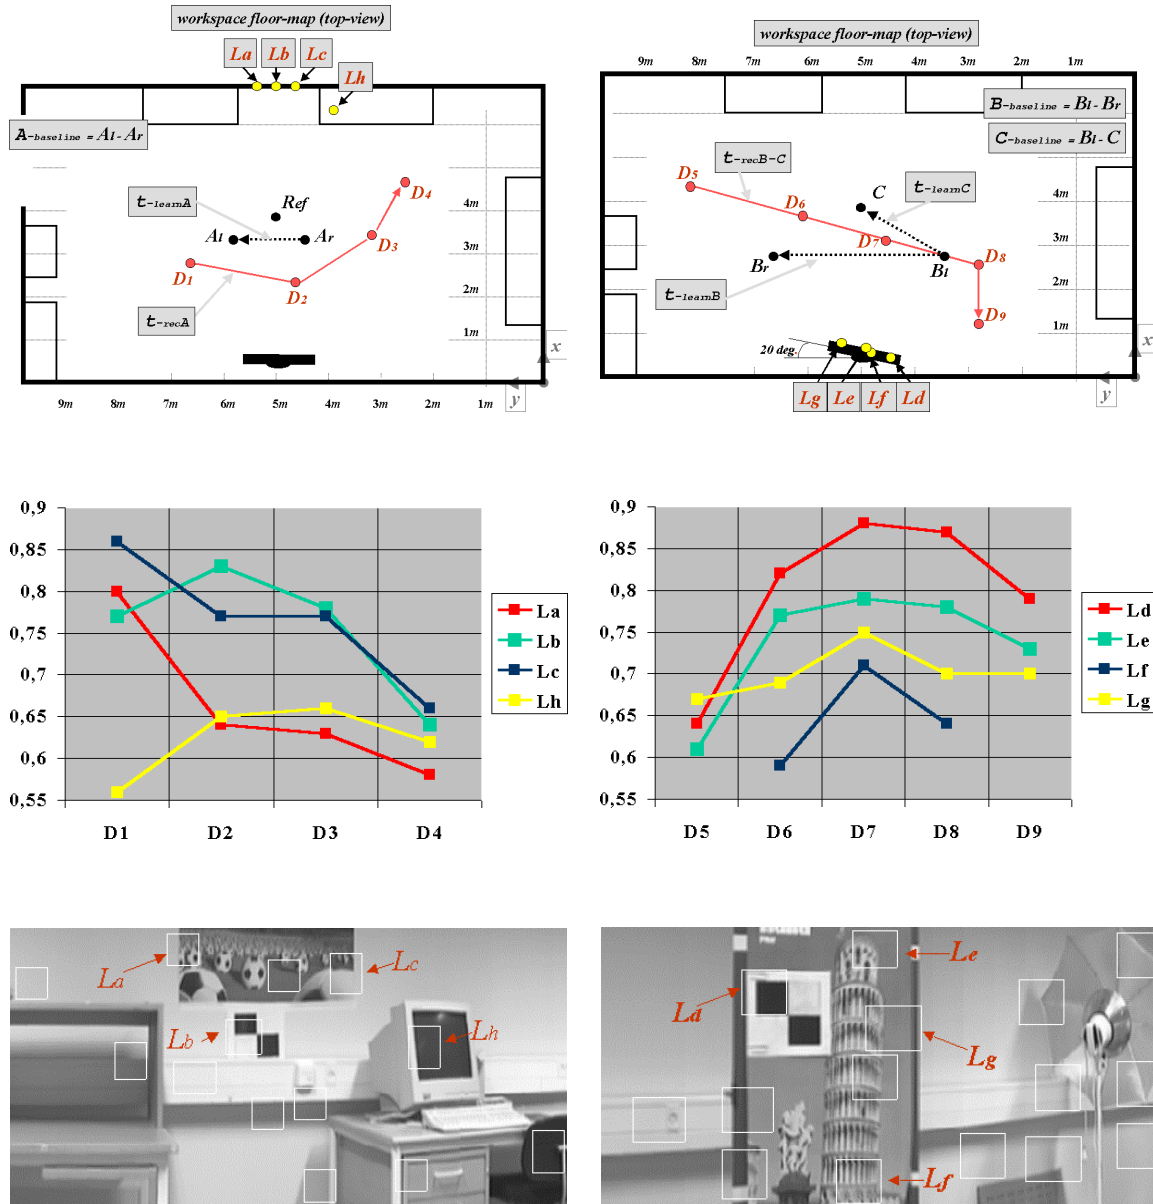 workspace floor-map (top-view)
La Lb Lc
Lh
A-baseline = Al - Ar
t-learnA
Ref
Al Ar
D1
D2
D3
D4
t-recA
4m
3m
2m
1m
x
y
9m 8m 7m 6m 5m 4m 3m 2m 1m
workspace floor-map (top-view)
9m 8m 7m 6m 5m 4m 3m 2m 1m
B-baseline = Bl - Br
C-baseline = Bl - C
t-recB-C
t-learnC
D5
D6
C
D7
D8
Br
Bl
t-learnB
D9
20 deg.
4m
3m
2m
1m
x
y
Lg Le Lf Ld
0,9
0,85
0,8
0,75
0,7
0,65
0,6
0,55
D1 D2 D3 D4
La
Lb
Lc
Lh
0,9
0,85
0,8
0,75
0,7
0,65
0,6
0,55
D5 D6 D7 D8 D9
Ld
Le
Lf
Lg
La
Lc
Lb
Lh
Le
Ld
Lg
Lf